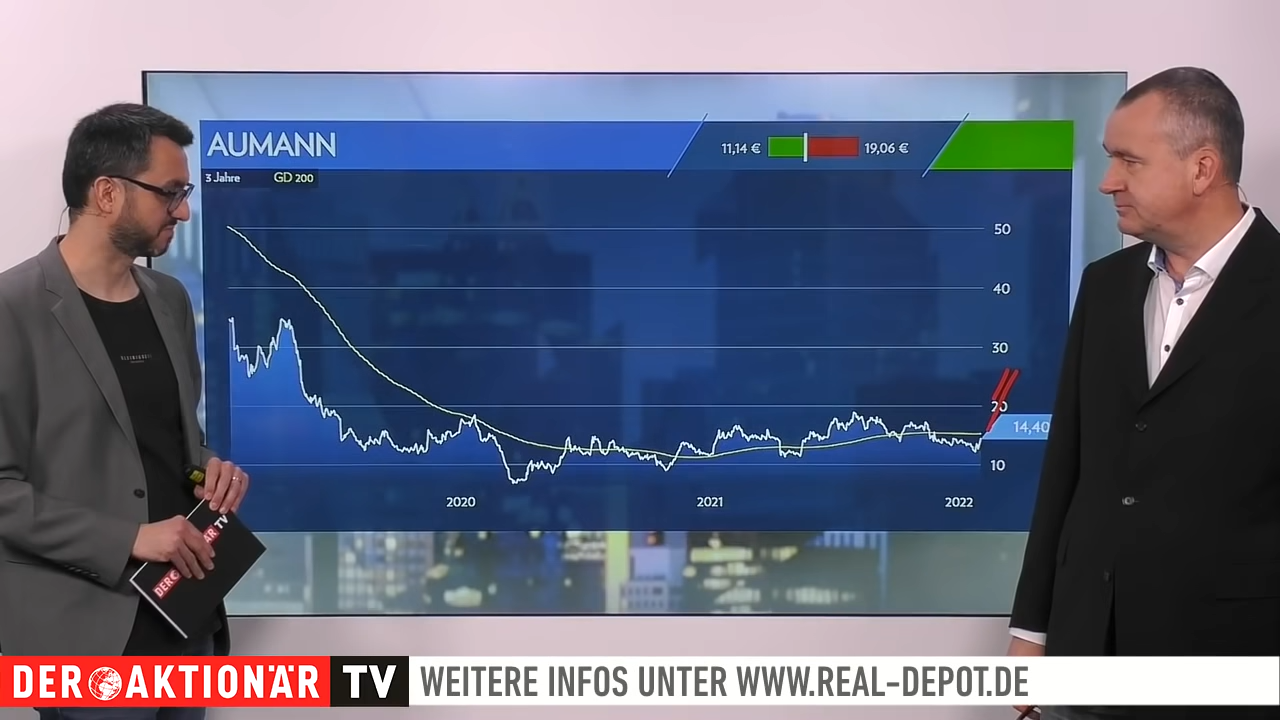 AUMANN
11,14 €
19,06 €
3 Jahre
GD 200
50
40
30
20
14,40
10
2020
2021
2022
DER AKTIONÄR TV
WEITERE INFOS UNTER WWW.REAL-DEPOT.DE